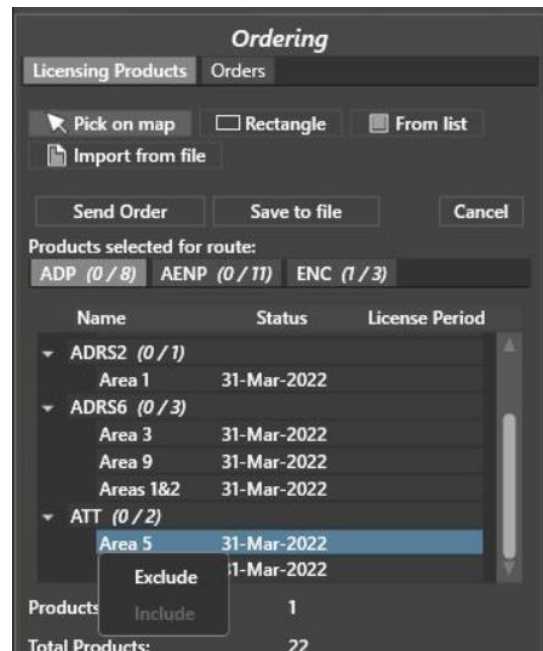 Ordering
Licensing Products Orders
Pick on map Rectangle From list
Import from file
Send Order Save to file Cancel
Products selected for route:
ADP (0 / 8) AENP (0 / 11) ENC (1 / 3)
Name Status License Period
ADRS2 (0 / 1)
Area 1 31-Mar-2022
ADRS6 (0 / 3)
Area 3 31-Mar-2022
Area 9 31-Mar-2022
Areas 1&2 31-Mar-2022
ATT (0 / 2)
Area 5 31-Mar-2022
Exclude 1-Mar-2022
Products 1
Include
Total Products: 22